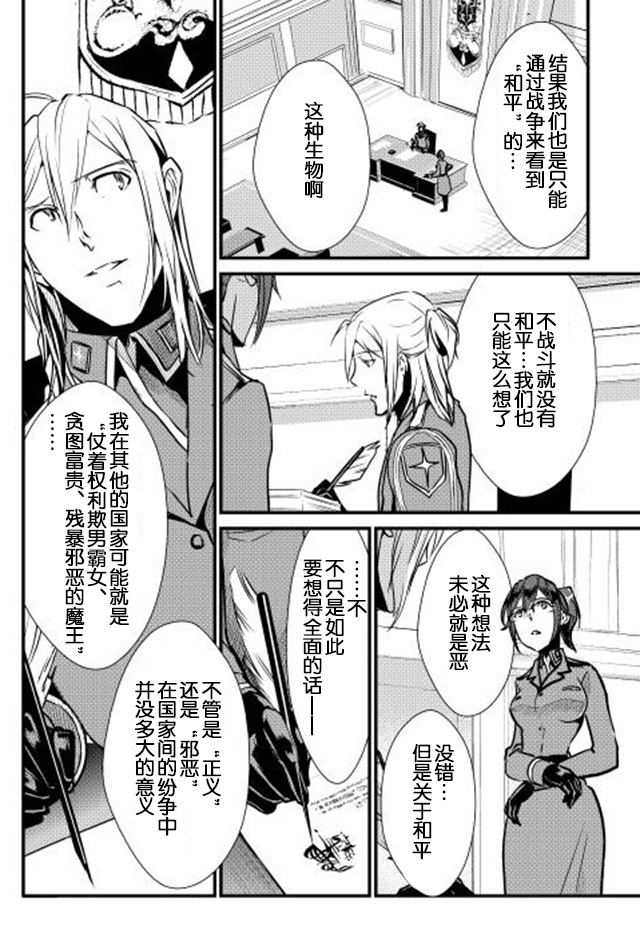 结果我们也是只能
通过战争来看到
“和平”的…
这种生物啊
不战斗就没有
和平…我们也
只能这么想了
这种想法
未必就是恶
没错…
但是关于和平
……不
不只是如此
要想得全面的话——
不管是“正义”
还是“邪恶”
在国家间的纷争中
并没多大的意义
我在其他的国家可能就是
“仗着权利欺男霸女、
贪图富贵、残暴邪恶的魔王”
……